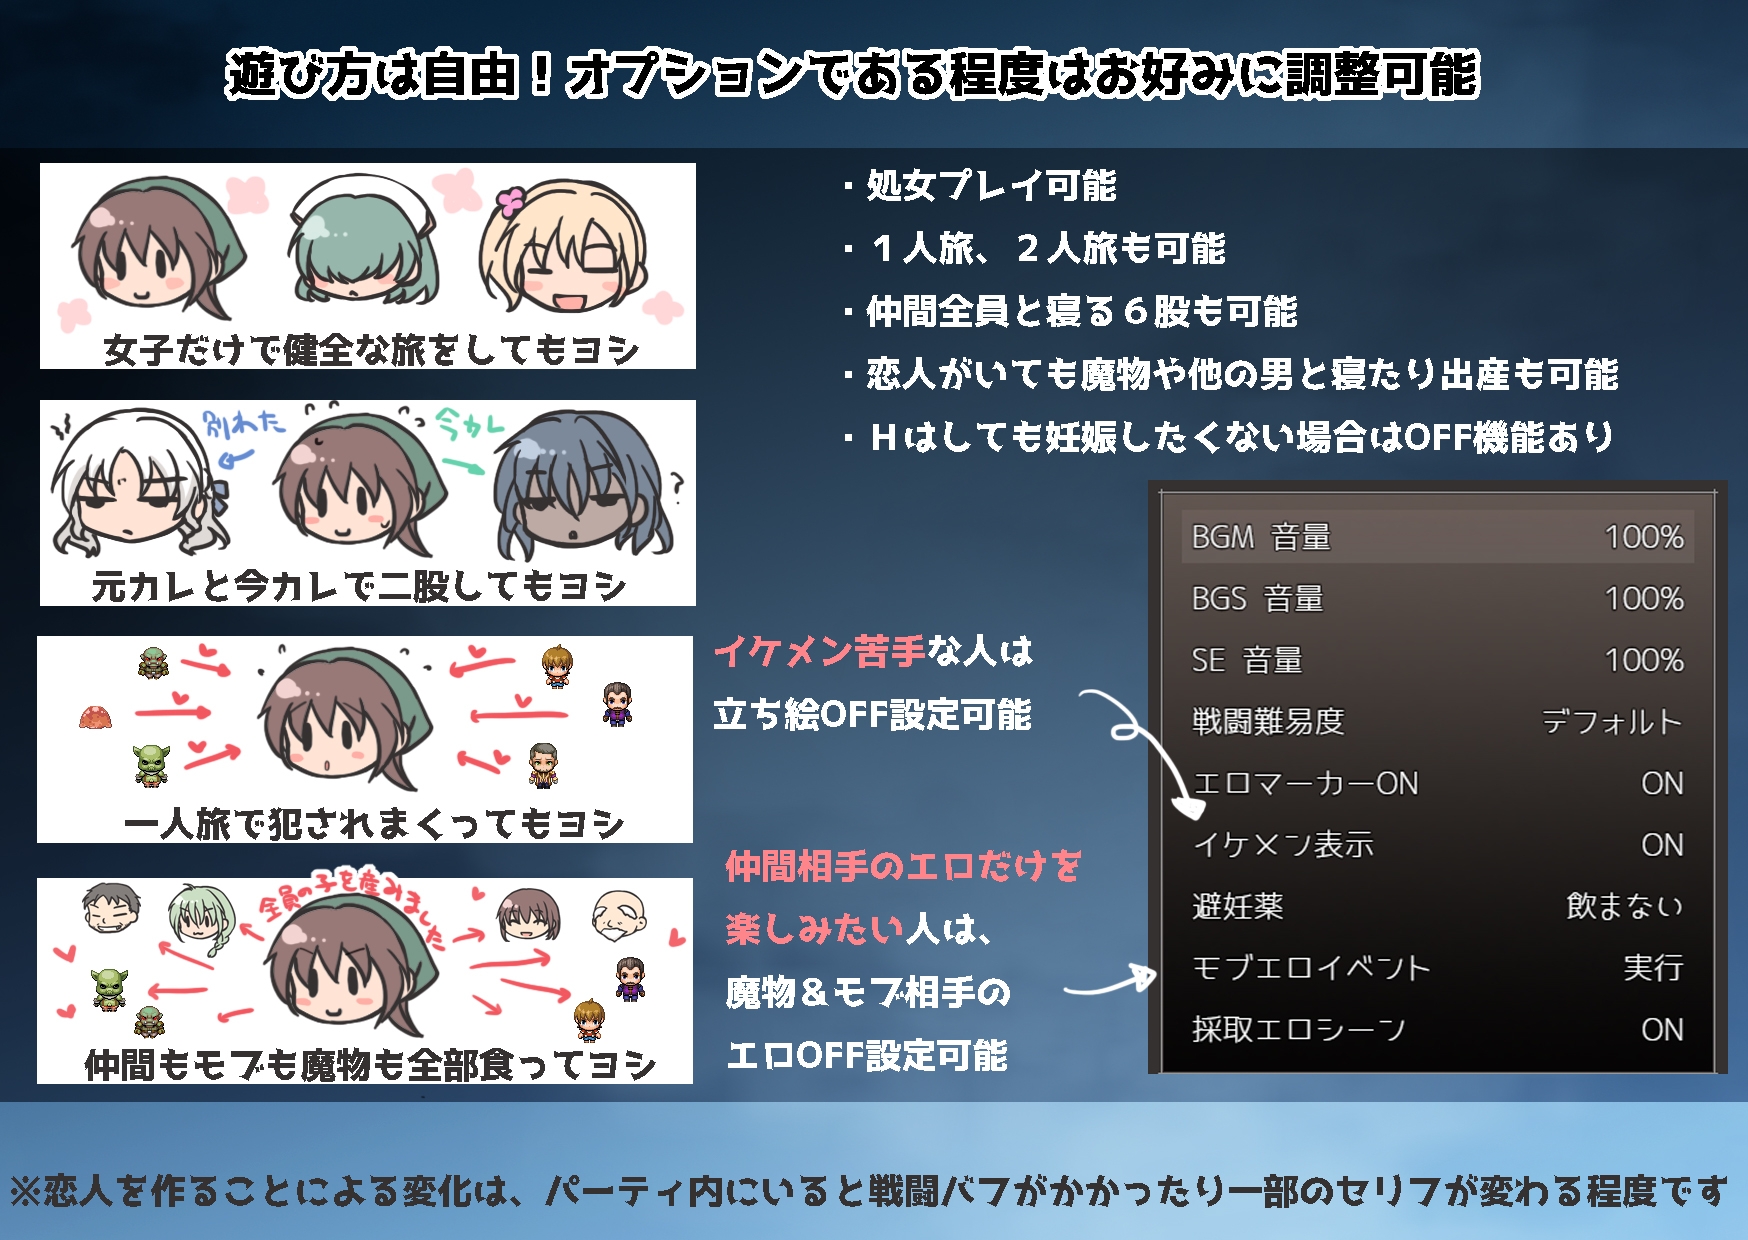 遊び方は自由！オプションである程度はお好みに調整可能
女子だけで健全な旅をしてもヨシ
別れた
今カレ
?
元カレと今カレで二股してもヨシ
一人旅で犯されまくってもヨシ
全員の子を産みました
仲間もモブも魔物も全部食ってヨシ
・処女プレイ可能
・１人旅、２人旅も可能
・仲間全員と寝る６股も可能
・恋人がいても魔物や他の男と寝たり出産も可能
・Ｈはしても妊娠したくない場合はOFF機能あり
イケメン苦手な人は
立ち絵OFF設定可能
仲間相手のエロだけを
楽しみたい人は、
魔物＆モブ相手の
エロOFF設定可能
BGM 音量 100%
BGS 音量 100%
SE 音量 100%
戦闘難易度 デフォルト
エロマーカーON ON
イケメン表示 ON
避妊薬 飲まない
モブエロイベント 実行
採取エロシーン ON
※恋人を作ることによる変化は、パーティ内にいると戦闘バフがかかったり一部のセリフが変わる程度です